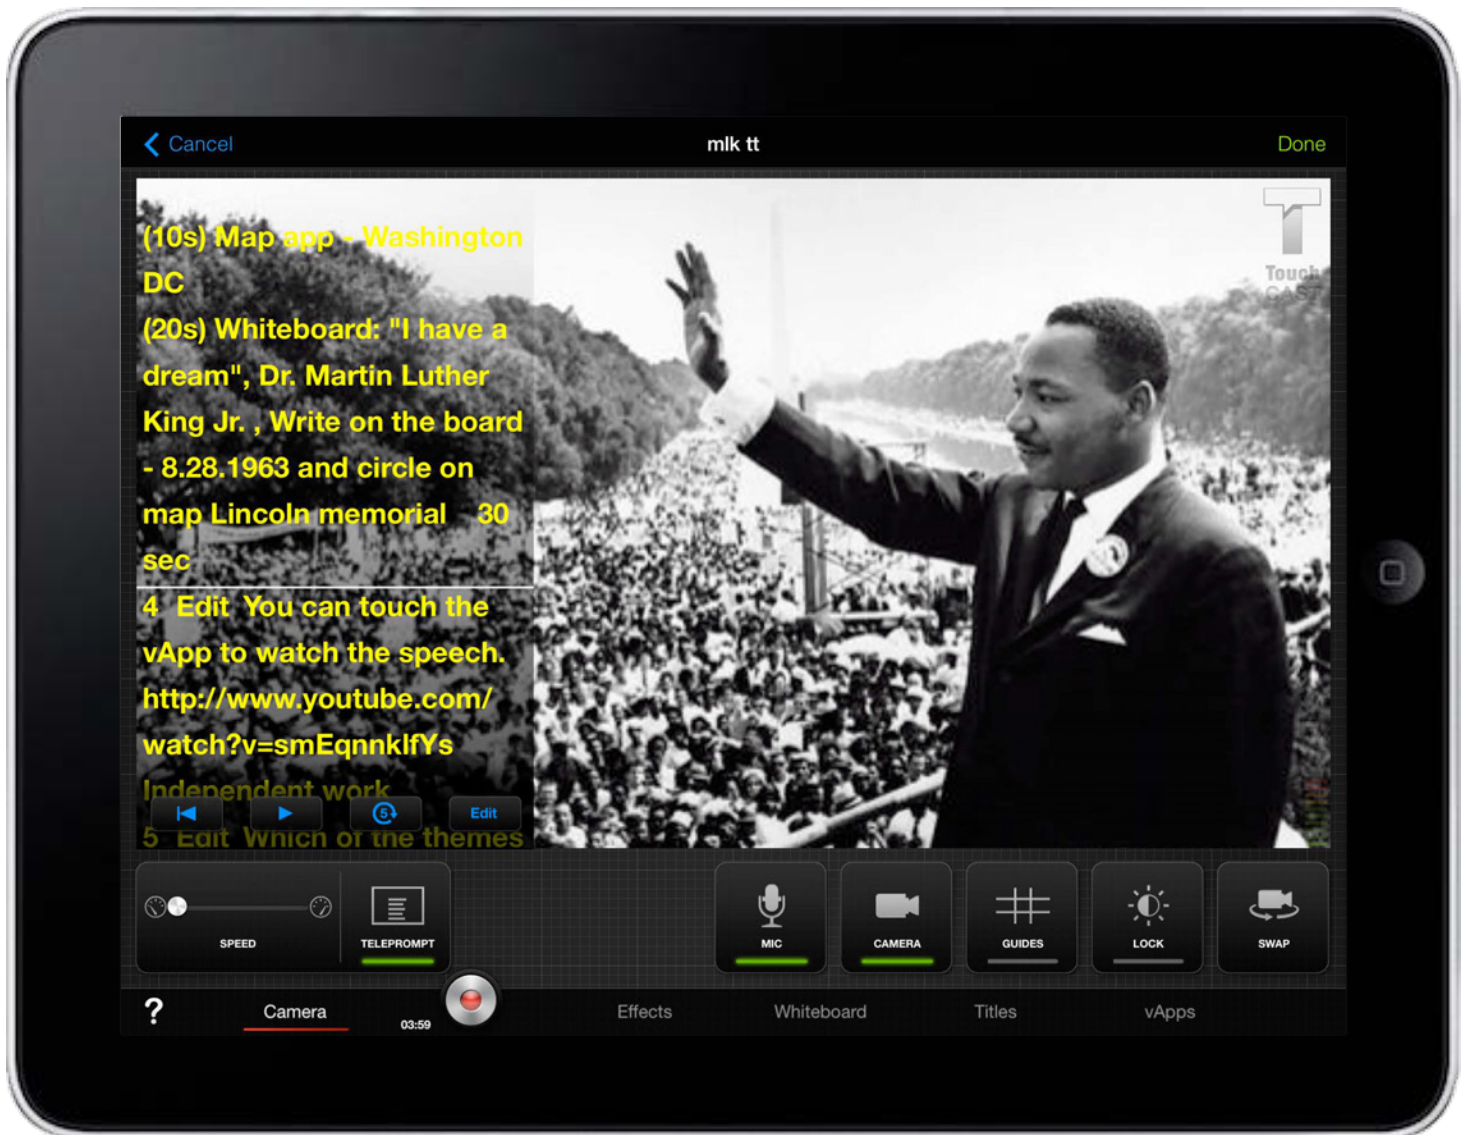 Cancel
mlk tt
Done
(10s) Map app - Washington
DC
(20s) Whiteboard: "I have a
dream", Dr. Martin Luther
King Jr. , Write on the board
- 8.28.1963 and circle on
map Lincoln memorial 30
sec
4 Edit You can touch the
vApp to watch the speech.
http://www.youtube.com/
watch?v=smEqnnklfYs
Independent work
5 Edit Which of the themes
5
Edit
T
Touch
CAST
SPEED
TELEPROMPT
MIC
CAMERA
GUIDES
LOCK
SWAP
?
Camera
03:59
Effects
Whiteboard
Titles
vApps